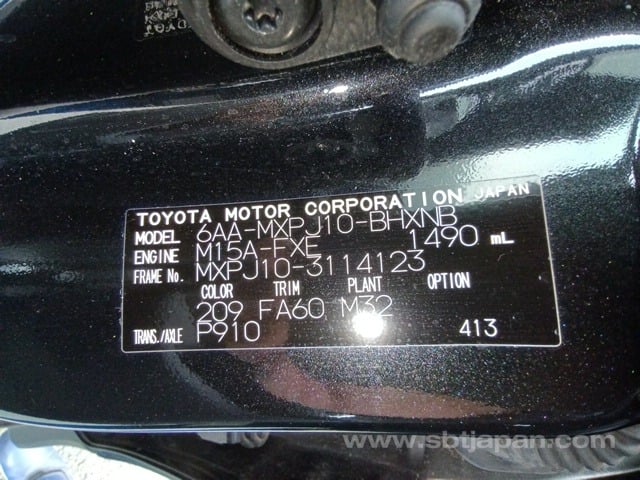 TOYOTA MOTOR CORPORATION JAPAN
MODEL 6AA-MXPJ10-BHXNB
ENGINE M15A-FXE 1490 mL
FRAME No. MXPJ10-3114123
COLOR TRIM PLANT OPTION
209 FA60 M32
TRANS./AXLE P910 413
www.sbtjapan.com